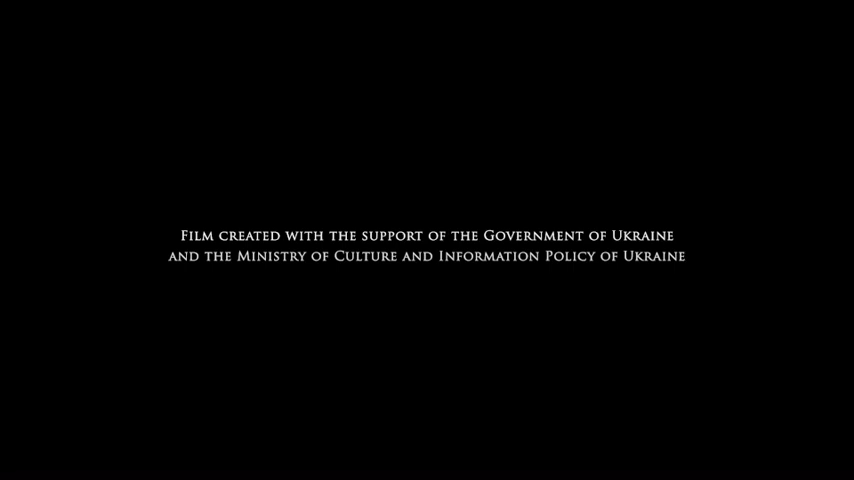 Film created with the support of the Government of Ukraine
and the Ministry of Culture and Information Policy of Ukraine